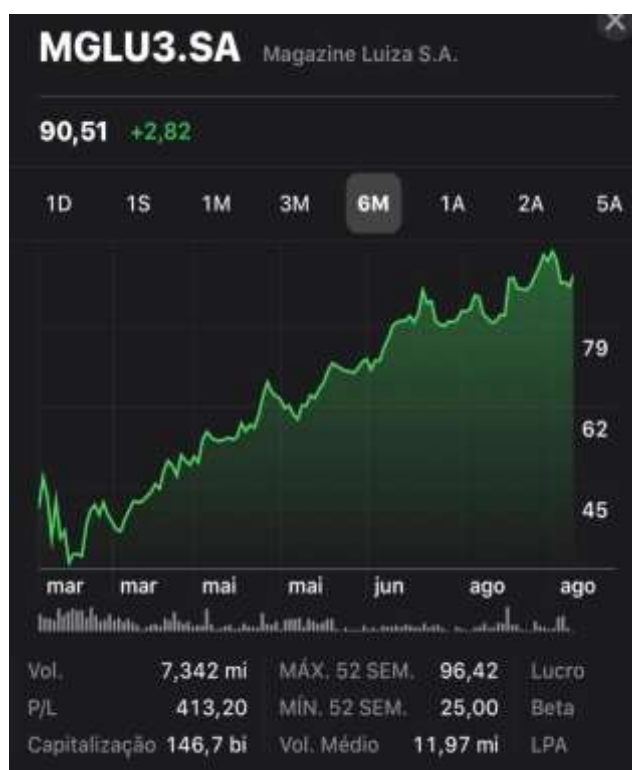 MGLU3.SA Magazine Luiza S.A.
90,51 +2,82
1D 1S 1M 3M 6M 1A 2A 5A
79
62
45
mar mar mai mai jun ago ago
Vol. 7,342 mi MÁX. 52 SEM. 96,42 Lucro
P/L 413,20 MÍN. 52 SEM. 25,00 Beta
Capitalização 146,7 bi Vol. Médio 11,97 mi LPA